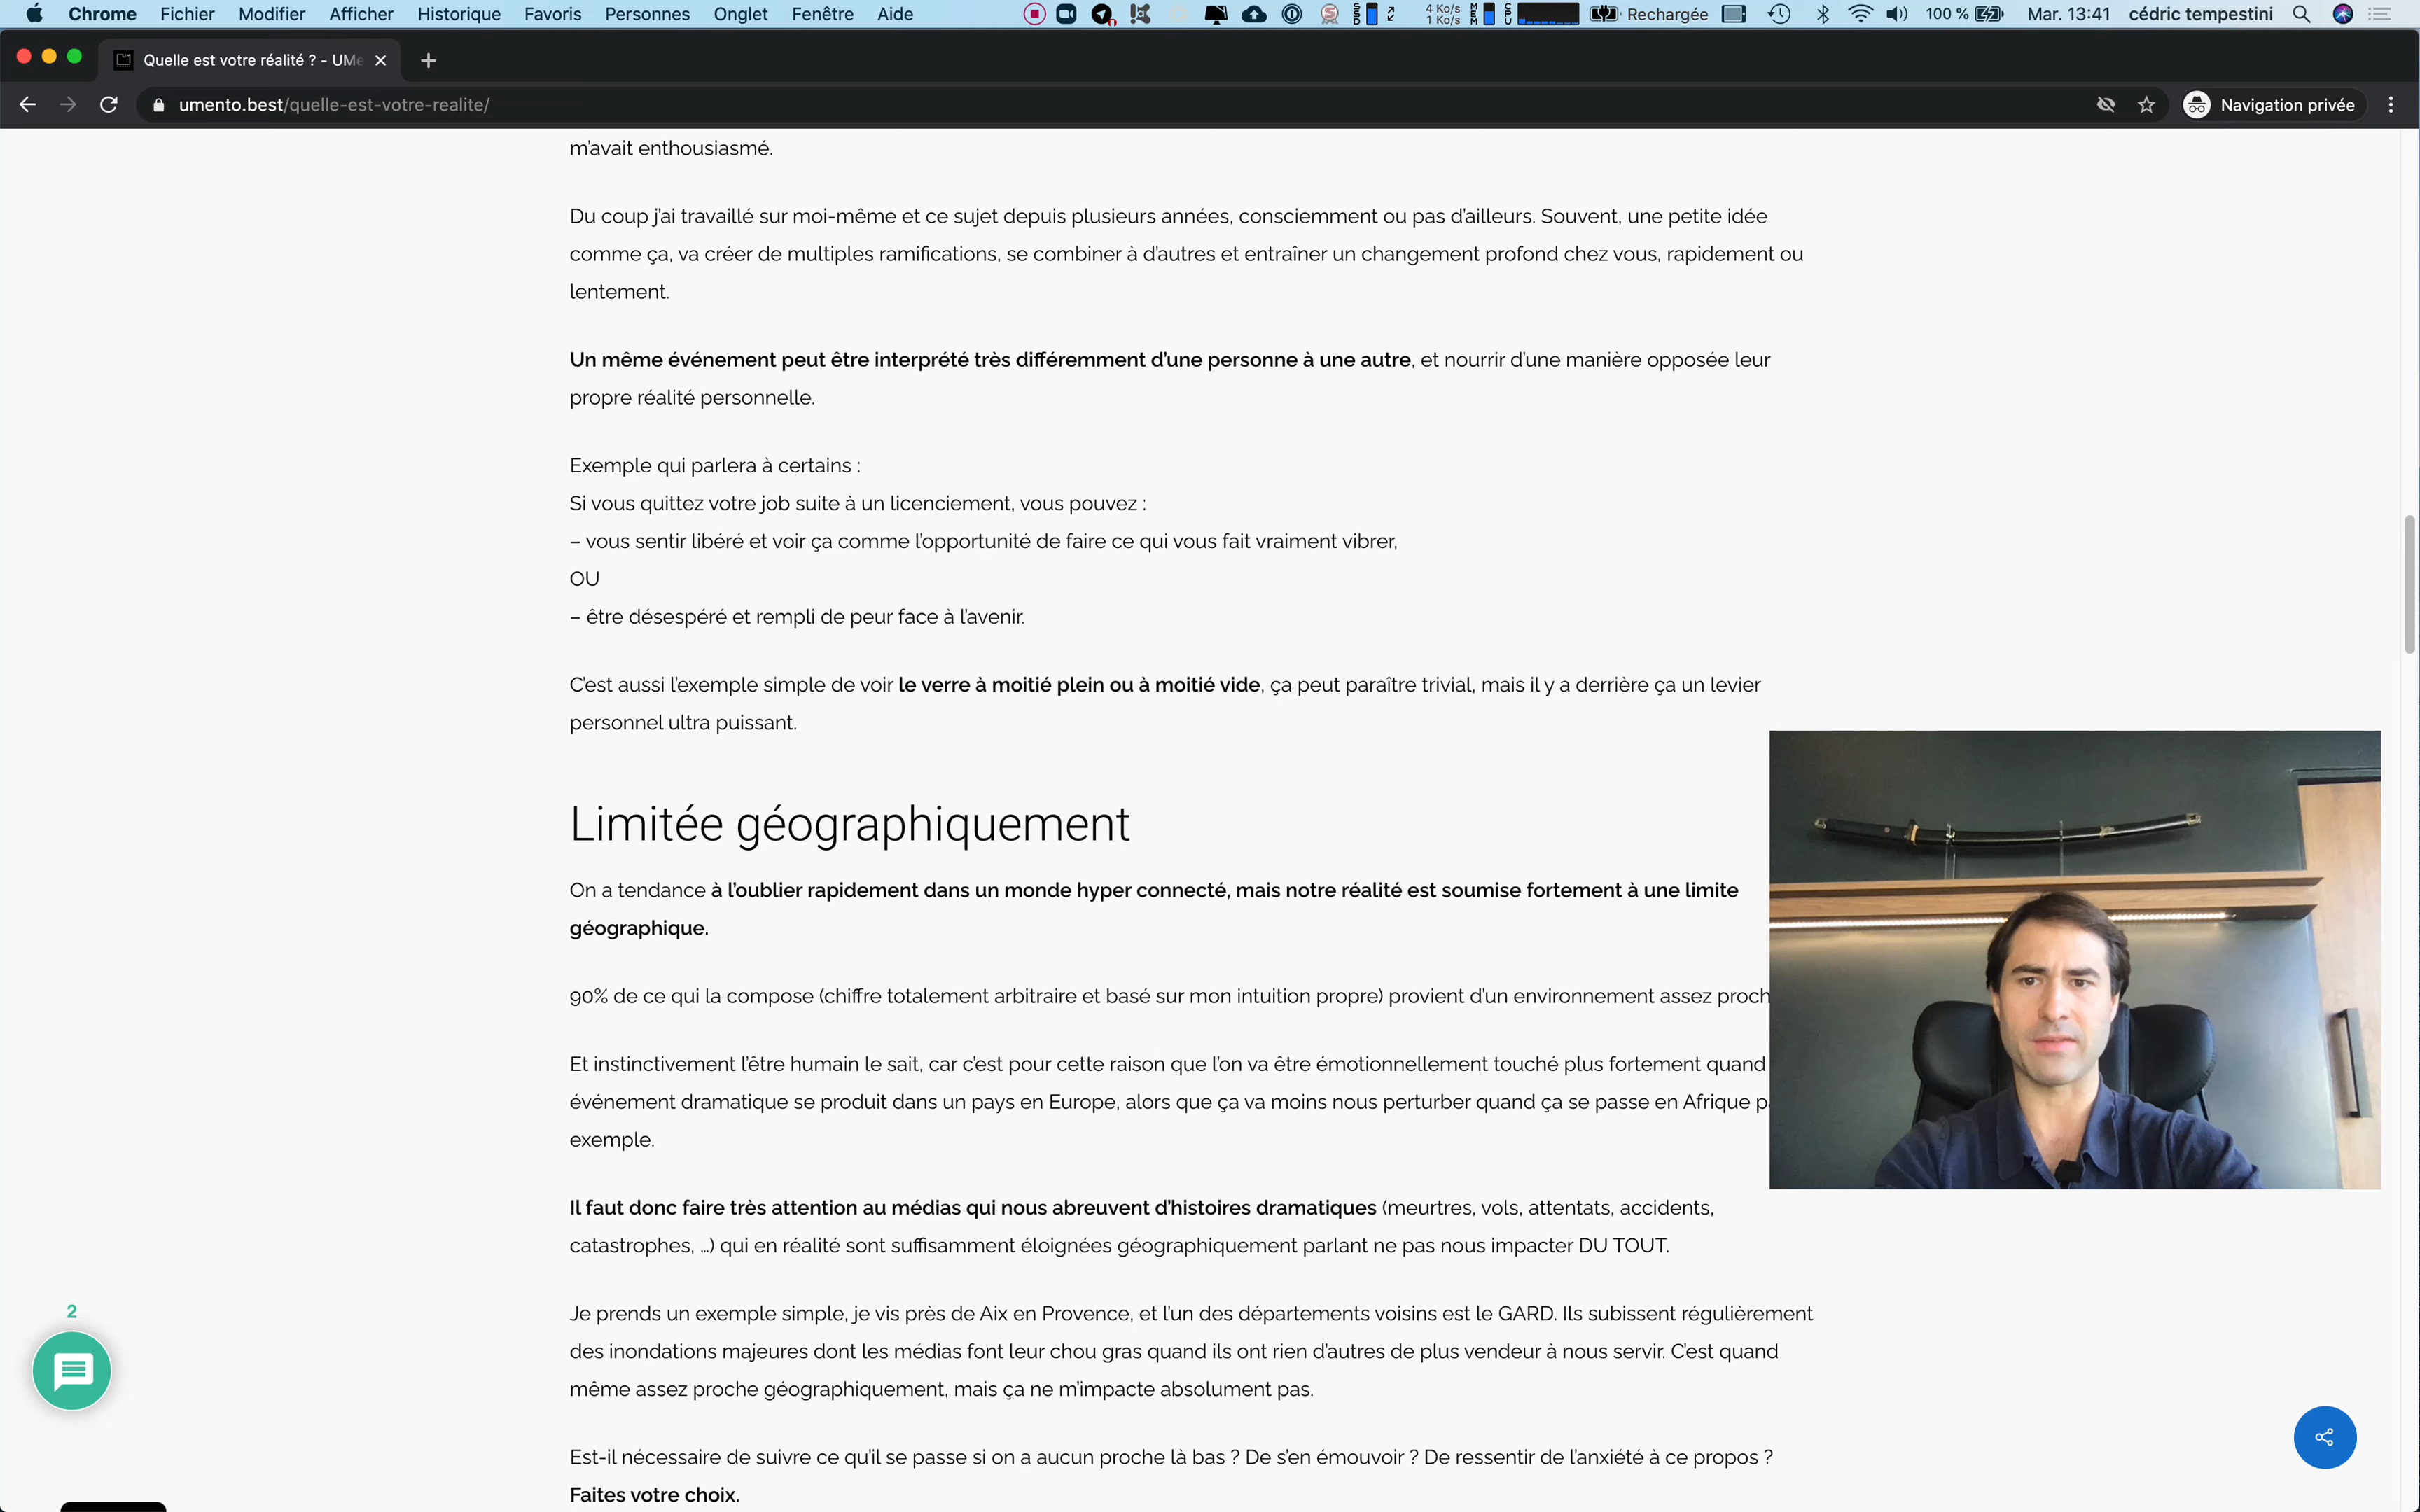 Chrome Fichier Modifier Afficher Historique Favoris Personnes Onglet Fenêtre Aide 4 Ko/s 1 Ko/s Rechargée 100 % Mar. 13:41 cédric tempestini
Quelle est votre réalité ? - UMe
umento.best/quelle-est-votre-realite/ Navigation privée
m'avait enthousiasmé.
Du coup j'ai travaillé sur moi-même et ce sujet depuis plusieurs années, consciemment ou pas d'ailleurs. Souvent, une petite idée
comme ça, va créer de multiples ramifications, se combiner à d'autres et entraîner un changement profond chez vous, rapidement ou
lentement.
Un même événement peut être interprété très différemment d'une personne à une autre, et nourrir d'une manière opposée leur
propre réalité personnelle.
Exemple qui parlera à certains :
Si vous quittez votre job suite à un licenciement, vous pouvez :
– vous sentir libéré et voir ça comme l'opportunité de faire ce qui vous fait vraiment vibrer,
OU
– être désespéré et rempli de peur face à l'avenir.
C'est aussi l'exemple simple de voir le verre à moitié plein ou à moitié vide, ça peut paraître trivial, mais il y a derrière ça un levier
personnel ultra puissant.
Limitée géographiquement
On a tendance à l'oublier rapidement dans un monde hyper connecté, mais notre réalité est soumise fortement à une limite
géographique.
90% de ce qui la compose (chiffre totalement arbitraire et basé sur mon intuition propre) provient d'un environnement assez proch
Et instinctivement l'être humain le sait, car c'est pour cette raison que l'on va être émotionnellement touché plus fortement quand
événement dramatique se produit dans un pays en Europe, alors que ça va moins nous perturber quand ça se passe en Afrique p
exemple.
Il faut donc faire très attention au médias qui nous abreuvent d'histoires dramatiques (meurtres, vols, attentats, accidents,
catastrophes, …) qui en réalité sont suffisamment éloignées géographiquement parlant ne pas nous impacter DU TOUT.
Je prends un exemple simple, je vis près de Aix en Provence, et l'un des départements voisins est le GARD. Ils subissent régulièrement
des inondations majeures dont les médias font leur chou gras quand ils ont rien d'autres de plus vendeur à nous servir. C'est quand
même assez proche géographiquement, mais ça ne m'impacte absolument pas.
Est-il nécessaire de suivre ce qu'il se passe si on a aucun proche là bas ? De s'en émouvoir ? De ressentir de l'anxiété à ce propos ?
Faites votre choix.
2